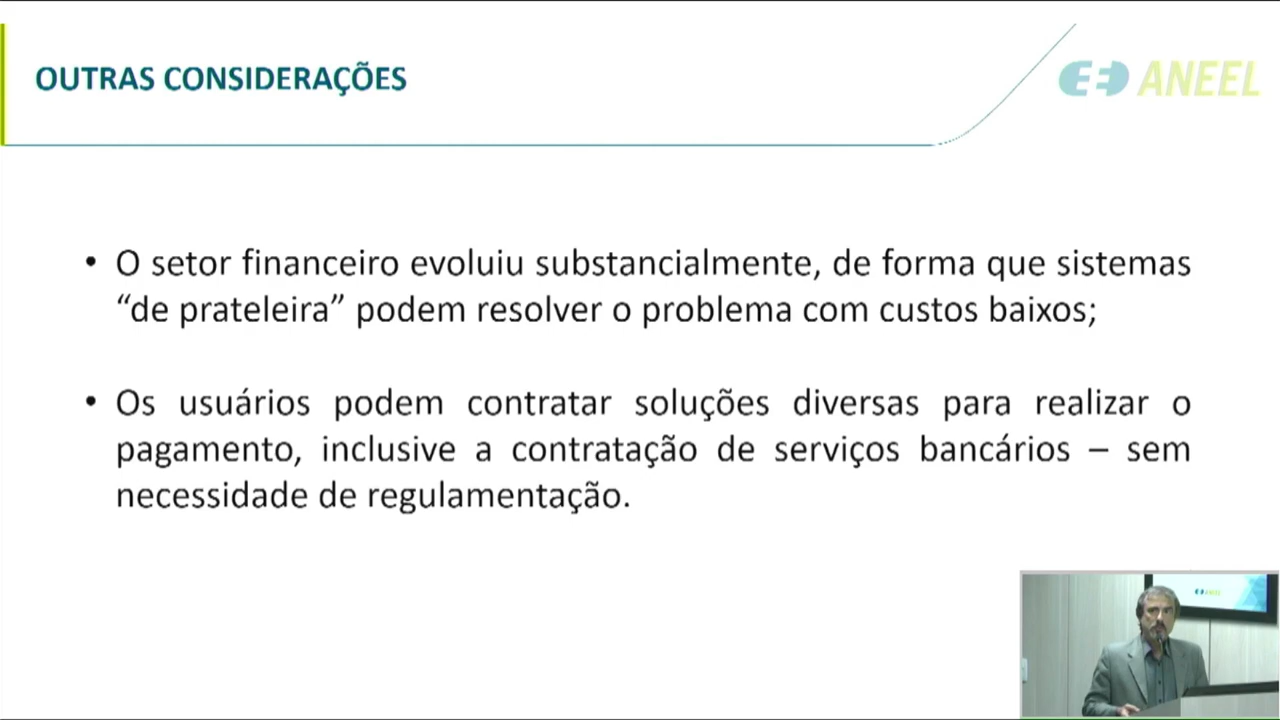 OUTRAS CONSIDERAÇÕES
ANEEL
• O setor financeiro evoluiu substancialmente, de forma que sistemas
“de prateleira” podem resolver o problema com custos baixos;
• Os usuários podem contratar soluções diversas para realizar o
pagamento, inclusive a contratação de serviços bancários – sem
necessidade de regulamentação.